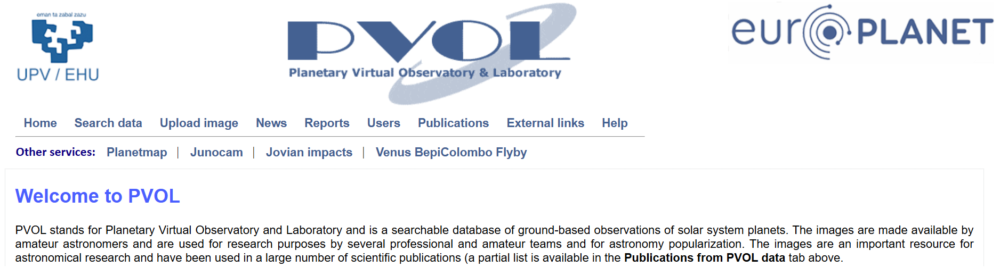 eman ta zabal zazu
UPV / EHU
PVOL
Planetary Virtual Observatory & Laboratory
europlanet
Home Search data Upload image News Reports Users Publications External links Help
Other services: Planetmap | Junocam | Jovian impacts | Venus BepiColombo Flyby
Welcome to PVOL
PVOL stands for Planetary Virtual Observatory and Laboratory and is a searchable database of ground-based observations of solar system planets. The images are made available by
amateur astronomers and are used for research purposes by several professional and amateur teams and for astronomy popularization. The images are an important resource for
astronomical research and have been used in a large number of scientific publications (a partial list is available in the Publications from PVOL data tab above.